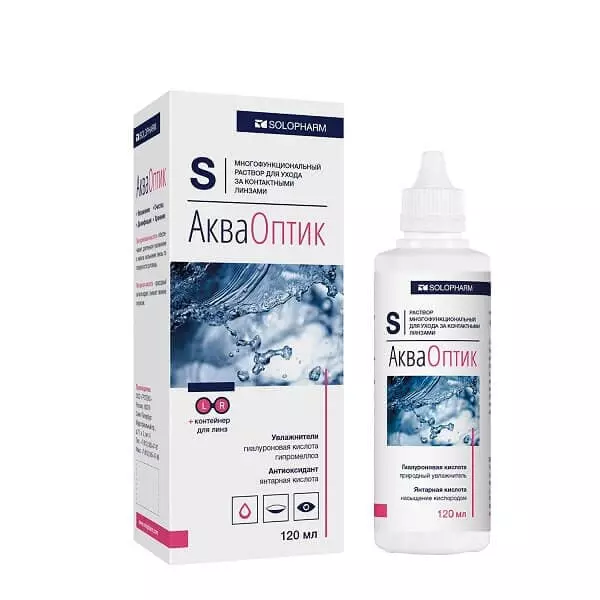 SOLOPHARM
S
МНОГОФУНКЦИОНАЛЬНЫЙ
РАСТВОР ДЛЯ УХОДА
ЗА КОНТАКТНЫМИ
ЛИНЗАМИ
АкваОптик
L R
+ контейнер
для линз
Увлажнители
гиалуроновая кислота
гипромеллоза
Антиоксидант
янтарная кислота
120 мл
АкваОптик
SOLOPHARM
S
РАСТВОР
МНОГОФУНКЦИОНАЛЬНЫЙ
ДЛЯ УХОДА ЗА КОНТАКТНЫМИ
ЛИНЗАМИ
АкваОптик
Гиалуроновая кислота
природный увлажнитель
Янтарная кислота
насыщение кислородом
120 мл